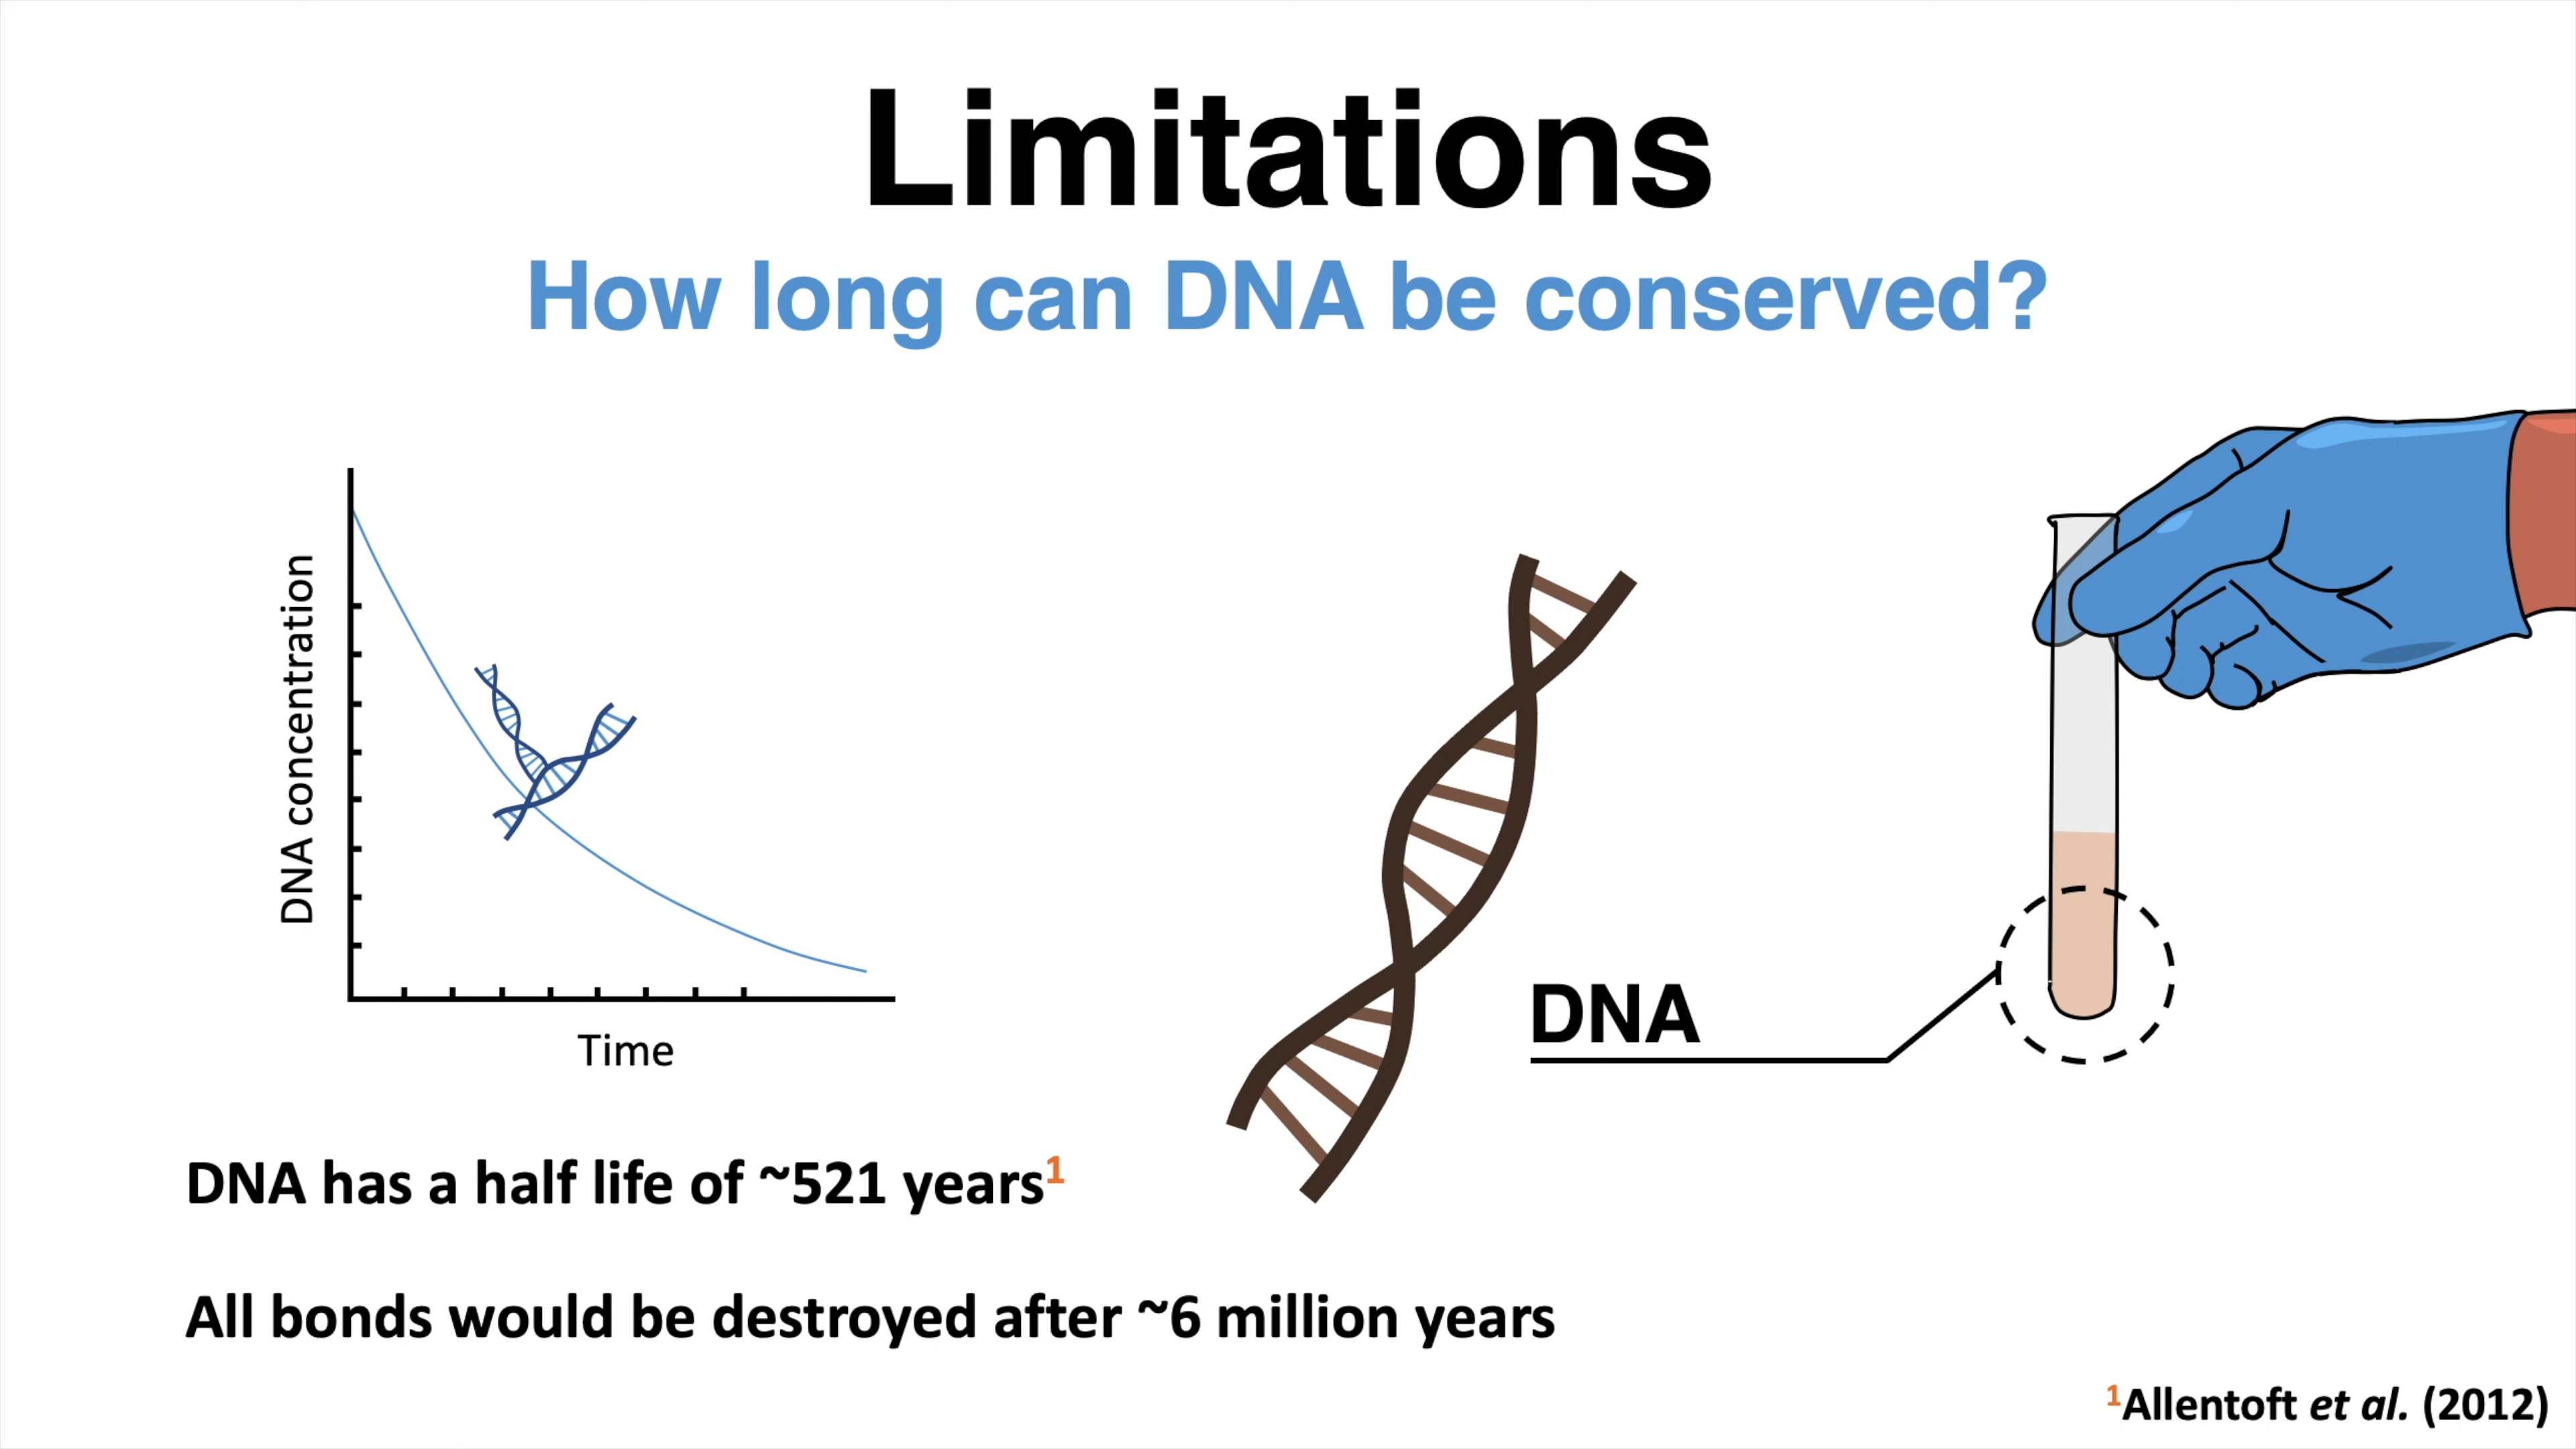 Limitations
How long can DNA be conserved?
DNA concentration
Time
DNA
DNA has a half life of ~521 years¹
All bonds would be destroyed after ~6 million years
¹Allentoft et al. (2012)